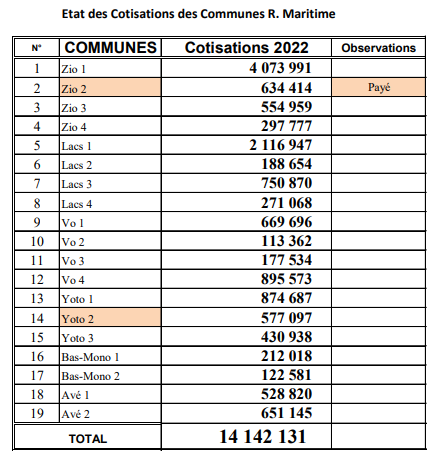 Etat des Cotisations des Communes R. Maritime
N° COMMUNES Cotisations 2022 Observations
1 Zio 1 4 073 991
2 Zio 2 634 414 Payé
3 Zio 3 554 959
4 Zio 4 297 777
5 Lacs 1 2 116 947
6 Lacs 2 188 654
7 Lacs 3 750 870
8 Lacs 4 271 068
9 Vo 1 669 696
10 Vo 2 113 362
11 Vo 3 177 534
12 Vo 4 895 573
13 Yoto 1 874 687
14 Yoto 2 577 097
15 Yoto 3 430 938
16 Bas-Mono 1 212 018
17 Bas-Mono 2 122 581
18 Avé 1 528 820
19 Avé 2 651 145
TOTAL 14 142 131